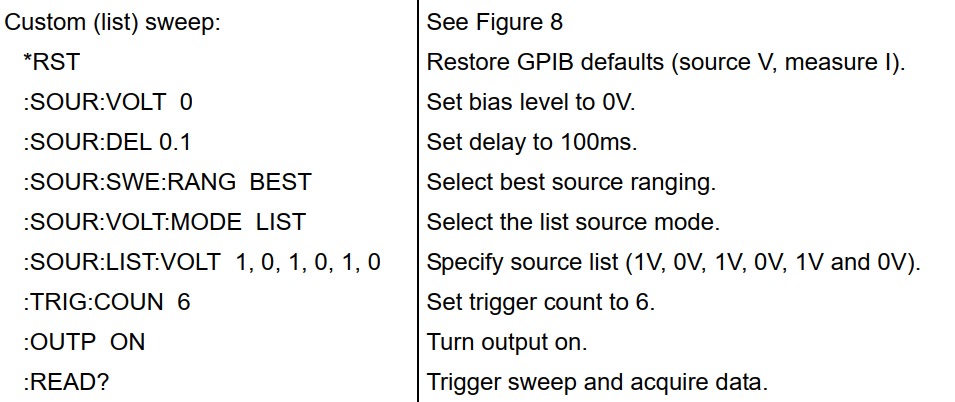 Custom (list) sweep: See Figure 8
*RST Restore GPIB defaults (source V, measure I).
:SOUR:VOLT 0 Set bias level to 0V.
:SOUR:DEL 0.1 Set delay to 100ms.
:SOUR:SWE:RANG BEST Select best source ranging.
:SOUR:VOLT:MODE LIST Select the list source mode.
:SOUR:LIST:VOLT 1, 0, 1, 0, 1, 0 Specify source list (1V, 0V, 1V, 0V, 1V and 0V).
:TRIG:COUN 6 Set trigger count to 6.
:OUTP ON Turn output on.
:READ? Trigger sweep and acquire data.